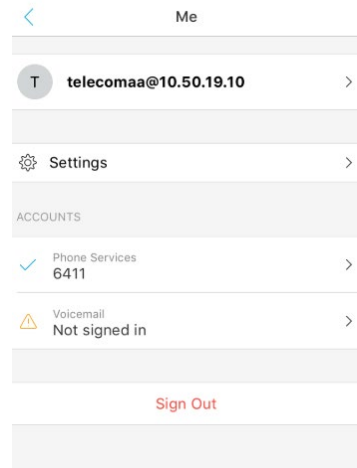 Me
T
telecomaa@10.50.19.10
Settings
ACCOUNTS
Phone Services
6411
Voicemail
Not signed in
Sign Out